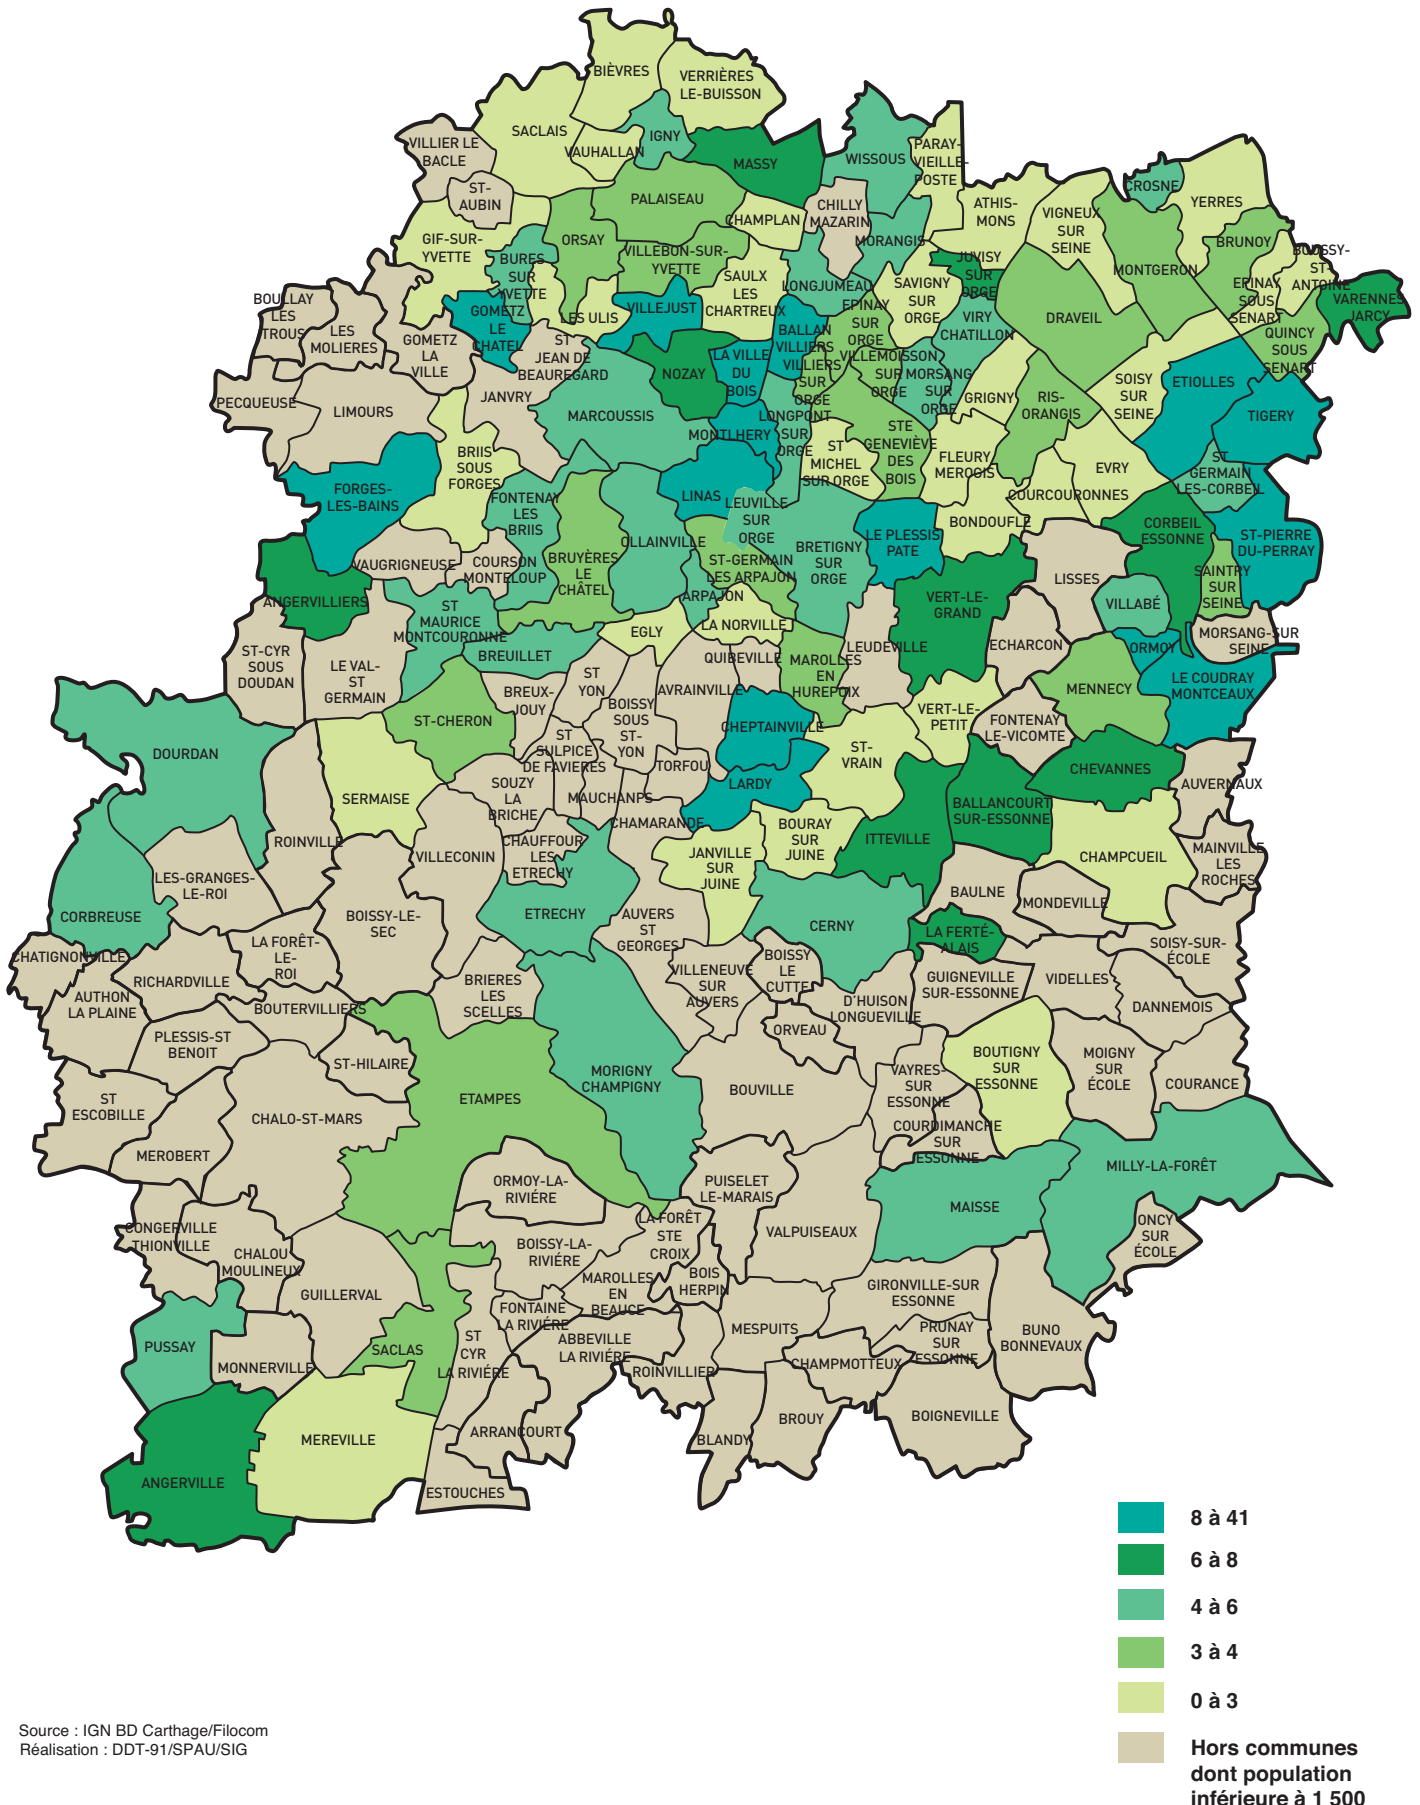 BIÈVRES
VERRIÈRES
LE-BUISSON
SACLAIS
VAUHALLAN
IGNY
MASSY
WISSOUS
PARAY-
VIEILLE-
POSTE
VILLIER LE
BACLE
ST-
AUBIN
PALAISEAU
CHAMPLAN
CHILLY
MAZARIN
MORANGIS
ATHIS-
MONS
VIGNEUX
SUR
SEINE
CROSNE
YERRES
MONTGERON
BRUNOY
BOUSSY-
ST-
ANTOINE
EPINAY
SOUS
SENART
VARENNES
JARCY
QUINCY
SOUS
SENART
GIF-SUR-
YVETTE
BURES
SUR
YVETTE
ORSAY
VILLEBON-SUR-
YVETTE
SAULX
LES
CHARTREUX
LONGJUMEAU
EPINAY
SUR
ORGE
SAVIGNY
SUR
ORGE
JUVISY
SUR
ORGE
VIRY
CHATILLON
DRAVEIL
BOULLAY
LES
TROUS
LES
MOLIERES
GOMETZ
LA
VILLE
GOMETZ
LE
CHATEL
LES ULIS
VILLEJUST
ST
JEAN DE
BEAUREGARD
NOZAY
LA VILLE
DU
BOIS
BALLAN
VILLIERS
VILLIERS
SUR
ORGE
VILLEMOISSON
SUR
ORGE
MORSANG
SUR
ORGE
GRIGNY
RIS-
ORANGIS
SOISY
SUR
SEINE
ETIOLLES
TIGERY
PECQUEUSE
LIMOURS
JANVRY
MARCOUSSIS
MONTLHERY
LONGPONT
SUR
ORGE
ST
MICHEL
SUR ORGE
STE
GENEVIÈVE
DES
BOIS
FLEURY
MEROGIS
EVRY
COURCOURONNES
ST
GERMAIN
LES-CORBEIL
FORGES-
LES-BAINS
BRIIS
SOUS
FORGES
FONTENAY
LES
BRIIS
LINAS
LEUVILLE
SUR
ORGE
OLLAINVILLE
BRETIGNY
SUR
ORGE
LE PLESSIS
PATE
BONDOUFLE
CORBEIL
ESSONNE
ST-PIERRE
DU-PERRAY
VAUGRIGNEUSE
COURSON
MONTELOUP
BRUYÈRES
LE
CHÂTEL
ST-GERMAIN
LES ARPAJON
ARPAJON
VERT-LE-
GRAND
LISSES
VILLABÉ
SAINTRY
SUR
SEINE
ANGERVILLIERS
ST
MAURICE
MONTCOURONNE
EGLY
LA NORVILLE
LEUDEVILLE
ECHARCON
ORMOY
MORSANG-SUR
SEINE
ST-CYR
SOUS
DOUDAN
LE VAL-
ST
GERMAIN
BREUILLET
QUIBEVILLE
MAROLLES
EN
HUREPOIX
MENNECY
LE COUDRAY
MONTCEAUX
BREUX-
JOUY
ST
YON
BOISSY
SOUS
ST-
YON
AVRAINVILLE
CHEPTAINVILLE
VERT-LE-
PETIT
FONTENAY
LE-VICOMTE
ST-CHERON
DOURDAN
ST
SULPICE
DE FAVIERES
TORFOU
ST-
VRAIN
CHEVANNES
AUVERNAUX
SERMAISE
SOUZY
LA
BRICHE
MAUCHANPS
LARDY
BALLANCOURT
SUR-ESSONNE
CHAMARANDE
BOURAY
SUR
JUINE
ITTEVILLE
ROINVILLE
VILLECONIN
CHAUFFOUR
LES
ETRECHY
JANVILLE
SUR
JUINE
CHAMPCUEIL
MAINVILLE
LES
ROCHES
LES-GRANGES-
LE-ROI
BAULNE
MONDEVILLE
CORBREUSE
BOISSY-LE-
SEC
ETRECHY
AUVERS
ST
GEORGES
CERNY
LA FERTÉ-
ALAIS
SOISY-SUR-
ÉCOLE
CHATIGNONVILLE
LA FORÊT-
LE-
ROI
RICHARDVILLE
BRIERES
LES
SCELLES
VILLENEUVE
SUR
AUVERS
BOISSY
LE
CUTTE
GUIGNEVILLE
SUR-ESSONNE
VIDELLES
DANNEMOIS
AUTHON
LA PLAINE
BOUTERVILLIERS
D'HUISON
LONGUEVILLE
ORVEAU
PLESSIS-ST
BENOIT
ST-HILAIRE
MORIGNY
CHAMPIGNY
BOUVILLE
VAYRES-
SUR
ESSONNE
BOUTIGNY
SUR
ESSONNE
MOIGNY
SUR
ÉCOLE
COURANCE
ST
ESCOBILLE
CHALO-ST-MARS
ETAMPES
COURDIMANCHE
SUR
ESSONNE
MEROBERT
MILLY-LA-FORÊT
ORMOY-LA-
RIVIÉRE
PUISELET
LE-MARAIS
MAISSE
CONGERVILLE
THIONVILLE
CHALOU
MOULINEUX
LA FORÊT
STE
CROIX
VALPUISEAUX
ONCY
SUR
ÉCOLE
BOISSY-LA-
RIVIÉRE
BOIS
HERPIN
GUILLERVAL
MAROLLES
EN
BEAUCE
GIRONVILLE-SUR
ESSONNE
FONTAINE
LA RIVIÉRE
PUSSAY
SACLAS
ST
CYR
LA RIVIÉRE
ABBEVILLE
LA RIVIÉRE
MESPUITS
PRUNAY
SUR
ESSONNE
BUNO
BONNEVAUX
MONNERVILLE
ROINVILLIER
CHAMPMOTTEUX
MEREVILLE
ARRANCOURT
BLANDY
BROUY
BOIGNEVILLE
ANGERVILLE
ESTOUCHES
8 à 41
6 à 8
4 à 6
3 à 4
0 à 3
Hors communes
dont population
inférieure à 1 500
Source : IGN BD Carthage/Filocom
Réalisation : DDT-91/SPAU/SIG